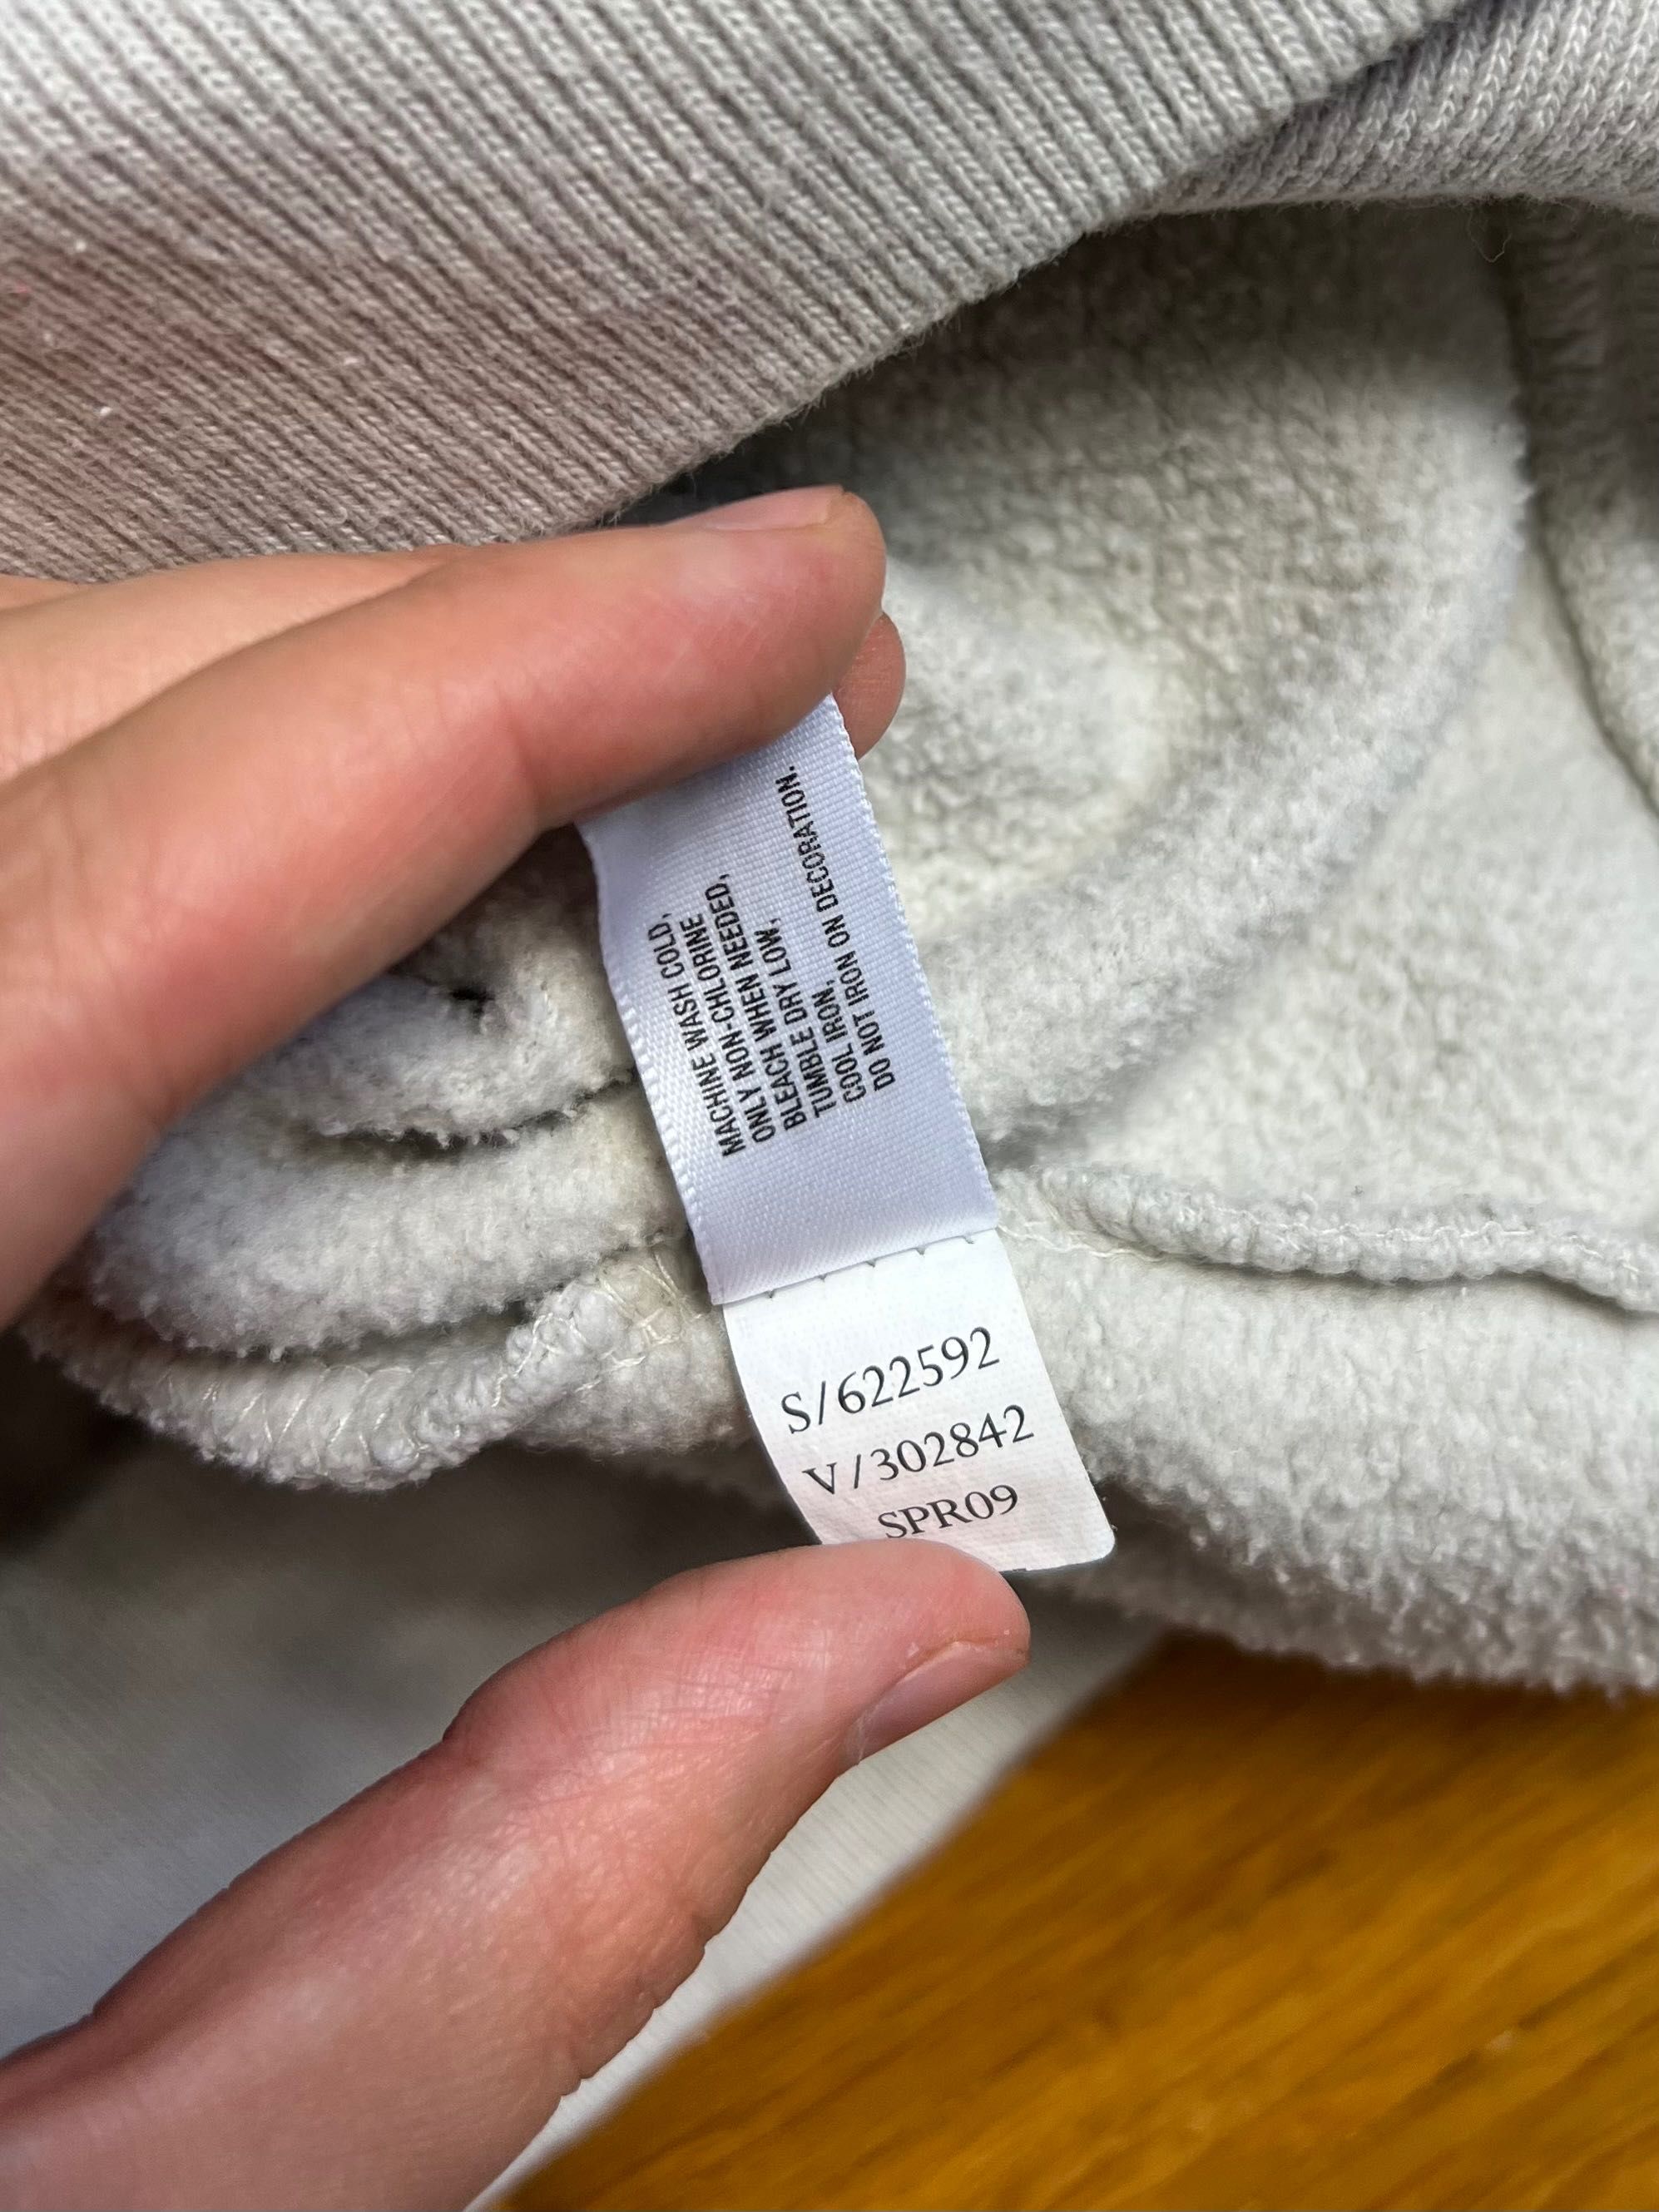 MACHINE WASH COLD,
ONLY NON-CHLORINE
BLEACH WHEN NEEDED,
TUMBLE DRY LOW,
COOL IRON,
DO NOT IRON ON DECORATION.
S/622592
V/302842
SPR09